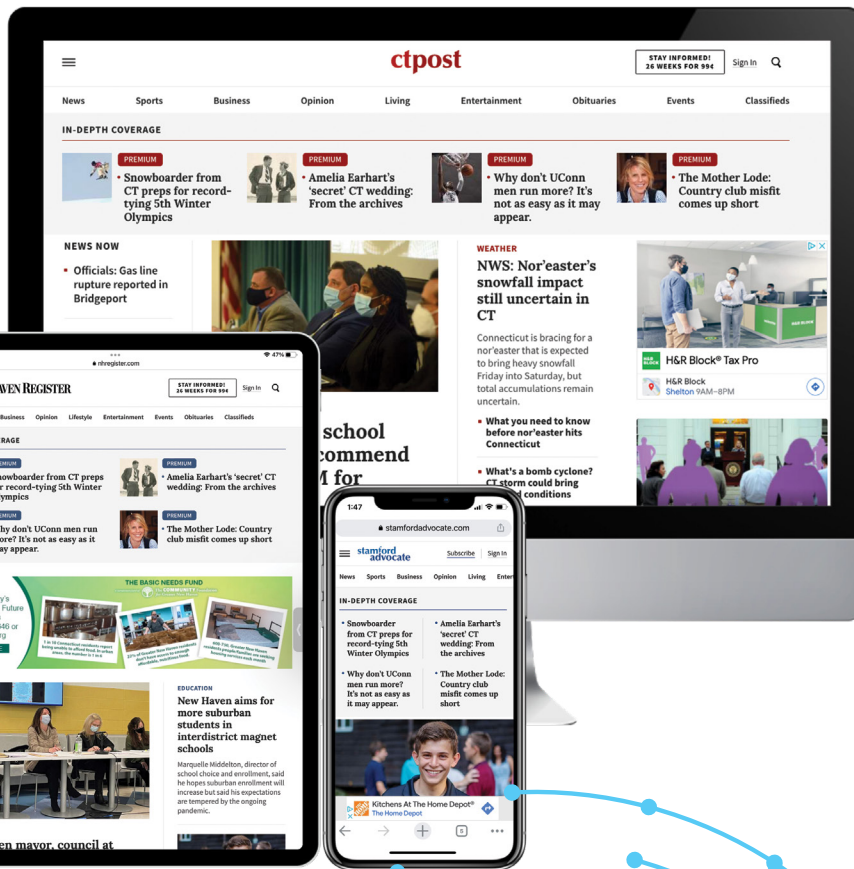 ctpost
STAY INFORMED!
26 WEEKS FOR 99¢
Sign In
News Sports Business Opinion Living Entertainment Obituaries Events Classifieds
IN-DEPTH COVERAGE
PREMIUM
Snowboarder from
CT preps for record-
tying 5th Winter
Olympics
PREMIUM
Amelia Earhart's
'secret' CT wedding:
From the archives
PREMIUM
Why don't UConn
men run more? It's
not as easy as it may
appear.
PREMIUM
The Mother Lode:
Country club misfit
comes up short
NEWS NOW
Officials: Gas line
rupture reported in
Bridgeport
WEATHER
NWS: Nor'easter's
snowfall impact
still uncertain in
CT
Connecticut is bracing for a
nor'easter that is expected
to bring heavy snowfall
Friday into Saturday, but
total accumulations remain
uncertain.
What you need to know
before nor'easter hits
Connecticut
What's a bomb cyclone?
CT storm could bring
conditions
H&R BLOCK
H&R Block® Tax Pro
H&R Block
Shelton 9AM–8PM
school
commend
M for
47%
nhregister.com
AVEN REGISTER
STAY INFORMED!
26 WEEKS FOR 99¢
Sign In
Business Opinion Lifestyle Entertainment Events Obituaries Classifieds
RAGE
MIUM
owboarder from CT preps
r record-tying 5th Winter
ympics
PREMIUM
Amelia Earhart's 'secret' CT
wedding: From the archives
MIUM
hy don't UConn men run
ore? It's not as easy as it
ay appear.
PREMIUM
The Mother Lode: Country
club misfit comes up short
THE BASIC NEEDS FUND
y's
Future
646 or
rg
EDUCATION
New Haven aims for
more suburban
students in
interdistrict magnet
schools
Marquelle Middelton, director of
school choice and enrollment, said
he hopes suburban enrollment will
increase but said his expectations
are tempered by the ongoing
pandemic.
en mayor, council at
1:47
stamfordadvocate.com
stamford
advocate
Subscribe Sign In
News Sports Business Opinion Living Enter
IN-DEPTH COVERAGE
Snowboarder
from CT preps for
record-tying 5th
Winter Olympics
Amelia Earhart's
'secret' CT
wedding: From
the archives
Why don't UConn
men run more?
It's not as easy as
it may appear.
The Mother Lode:
Country club
misfit comes up
short
Kitchens At The Home Depot®
The Home Depot
5